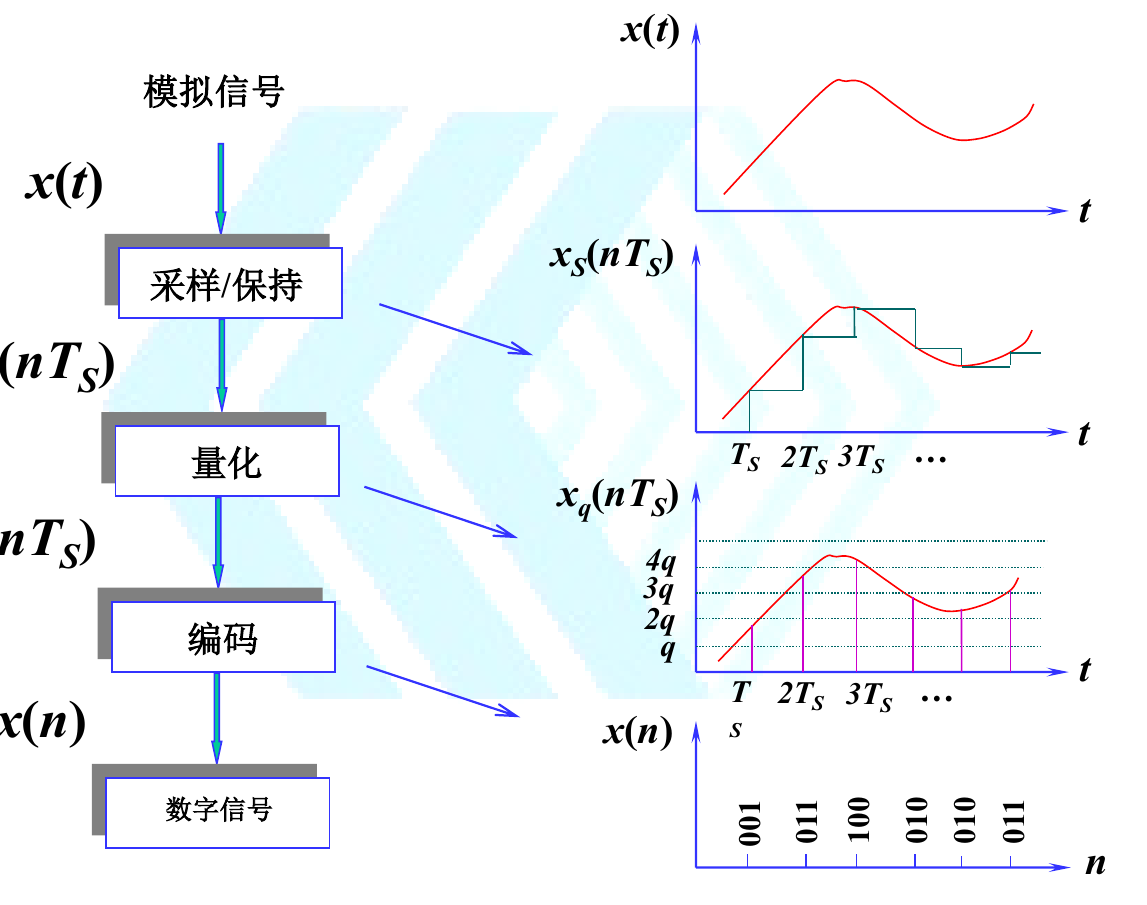 模拟信号
x(t)
采样/保持
(nT_S)
量化
nT_S)
编码
x(n)
数字信号
x(t)
t
x_S(nT_S)
t
T_S 2T_S 3T_S …
x_q(nT_S)
4q
3q
2q
q
t
T 2T_S 3T_S …
S
x(n)
001 011 100 010 010 011
n